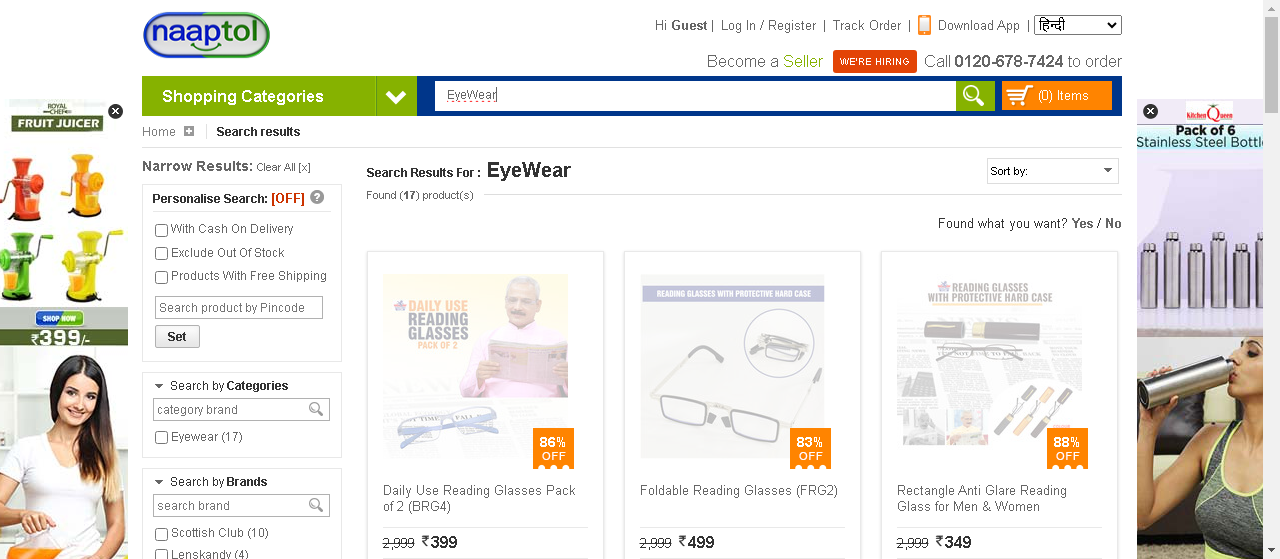 naaptol
Hi Guest | Log In / Register | Track Order | Download App | हिन्दी
Become a Seller WE'RE HIRING Call 0120-678-7424 to order
Shopping Categories
EyeWear
(0) Items
Home Search results
ROYAL CHEF
FRUIT JUICER
SHOP NOW
₹399/-
Kitchen Queen
Pack of 6
Stainless Steel Bottle
Narrow Results: Clear All [x]
Personalise Search: [OFF] ?
With Cash On Delivery
Exclude Out Of Stock
Products With Free Shipping
Search product by Pincode
Set
Search by Categories
category brand
Eyewear (17)
Search by Brands
search brand
Scottish Club (10)
Lenskandy (4)
Search Results For : EyeWear
Sort by:
Found (17) product(s)
Found what you want? Yes / No
DAILY USE
READING
GLASSES
PACK OF 2
86%
OFF
Daily Use Reading Glasses Pack
of 2 (BRG4)
2,999 ₹399
READING GLASSES WITH PROTECTIVE HARD CASE
83%
OFF
Foldable Reading Glasses (FRG2)
2,999 ₹499
READING GLASSES
WITH PROTECTIVE HARD CASE
88%
OFF
Rectangle Anti Glare Reading
Glass for Men & Women
2,999 ₹349